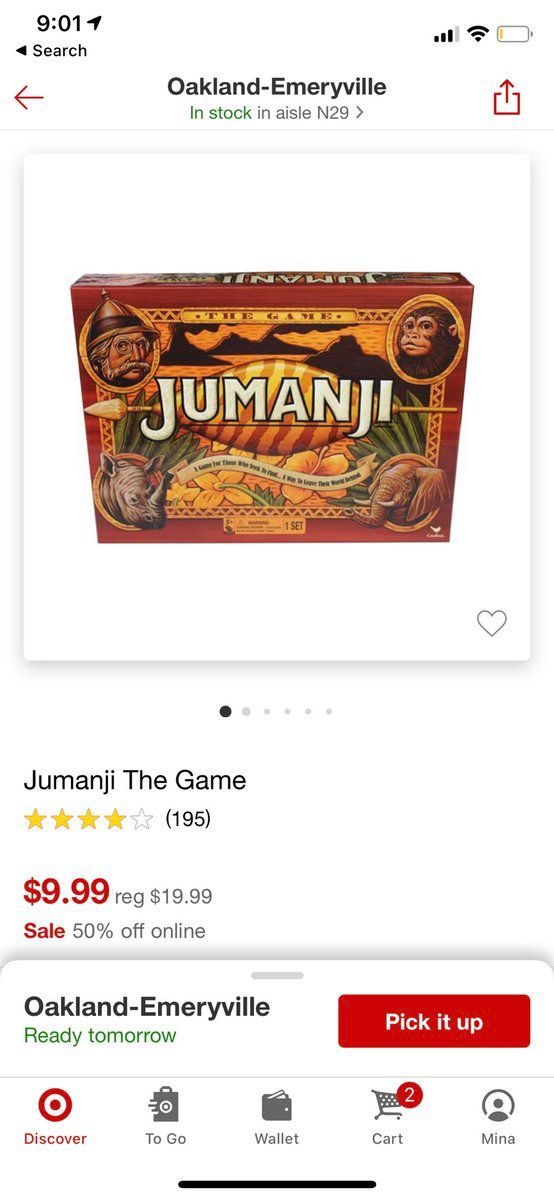 9:01
Search
Oakland-Emeryville
In stock in aisle N29
JUMANJI
THE GAME
JUMANJI
A Game For Those Who Seek To Find... A Way To Leave Their World Behind
5+
WARNING:
1 SET
Cardinal
Jumanji The Game
(195)
$9.99 reg $19.99
Sale 50% off online
Oakland-Emeryville
Ready tomorrow
Pick it up
2
Discover
To Go
Wallet
Cart
Mina